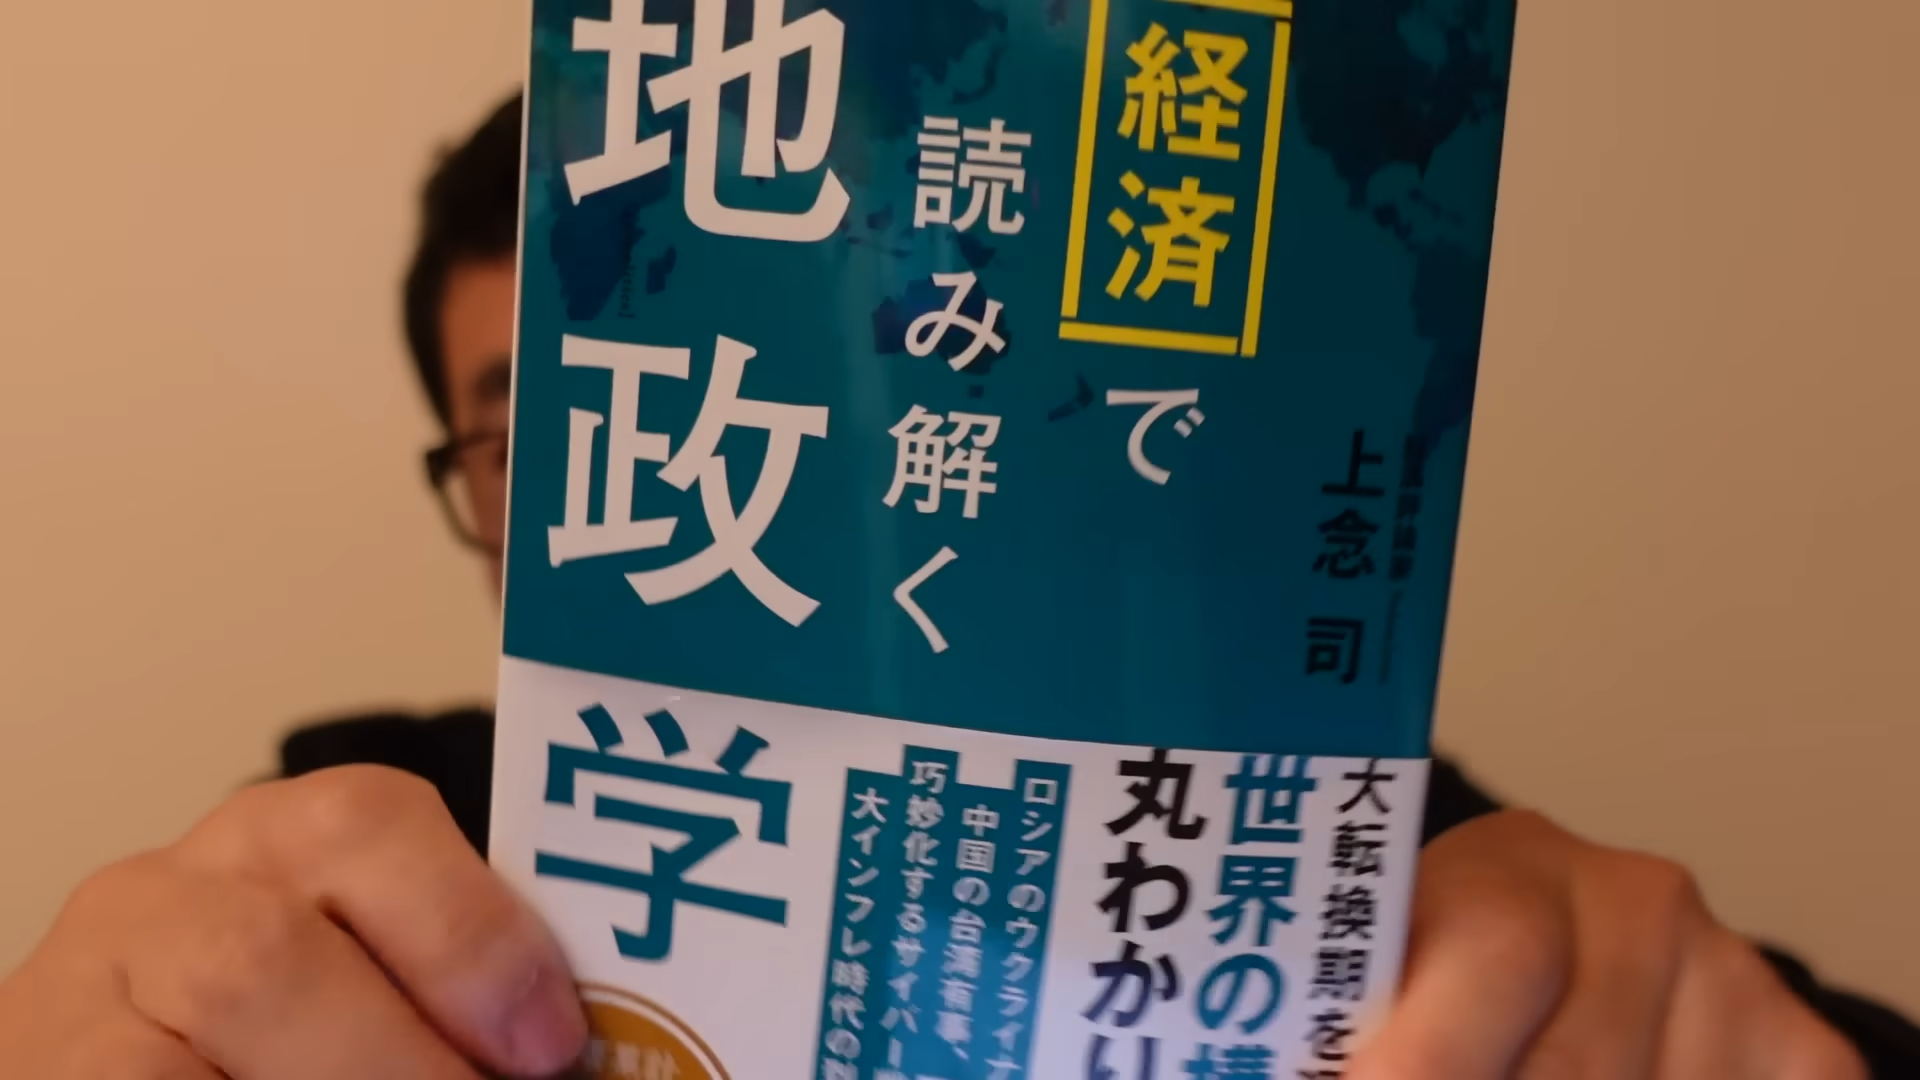 経済で
読み解く
地政学
上念 司
大転換期を
世界の構
丸わかり
ロシアのウクライナ
中国の台湾有事、
巧妙化するサイバー
大インフレ時代の
累計